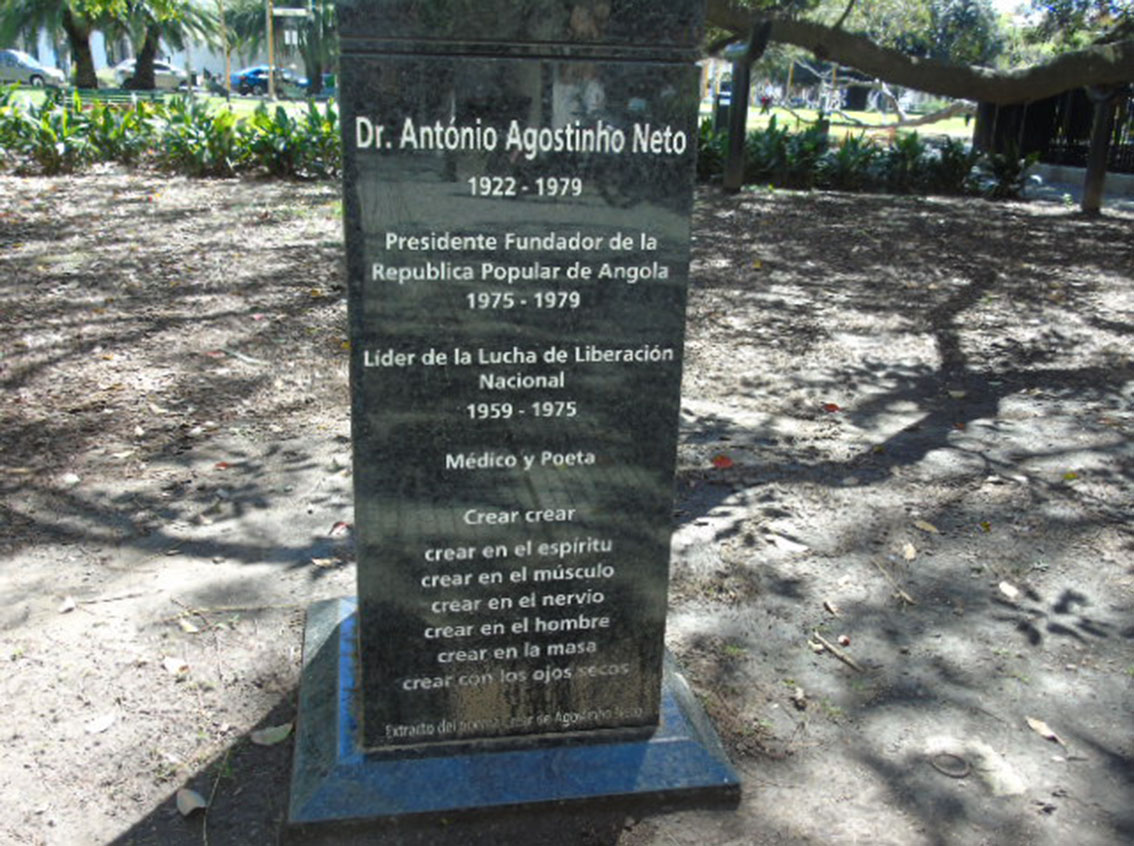 Dr. António Agostinho Neto
1922 - 1979
Presidente Fundador de la
Republica Popular de Angola
1975 - 1979
Líder de la Lucha de Liberación
Nacional
1959 - 1975
Médico y Poeta
Crear crear
crear en el espíritu
crear en el músculo
crear en el nervio
crear en el hombre
crear en la masa
crear con los ojos secos
Extracto del poema Crear de Agostinho Neto